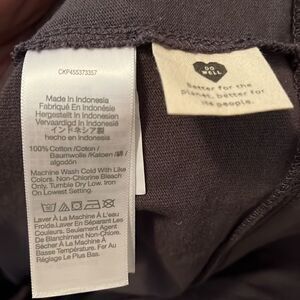 CKF455373357
Made In Indonesia
Fabriqué En Indonésie
Hergestellt in Indonesien
Vervaardigd In Indonesië
インドネシア製
hecho en Indonesia
100% Cotton /Coton /
Baumwolle /Katoen /綿 /
algodón
Machine Wash Cold With Like
Colors. Non-Chlorine Bleach
Only. Tumble Dry Low. Iron
On Lowest Setting.
Laver À La Machine À L'eau
Froide.Laver En Séparant Les
Couleurs. Seulement Agent
De Blanchiment Non-Chlore.
Sécher À La Machine À
Basse Température. Fer Au
Réglage Le Plus Bas.
DO
WELL
Better for the
planet, better for
its people.